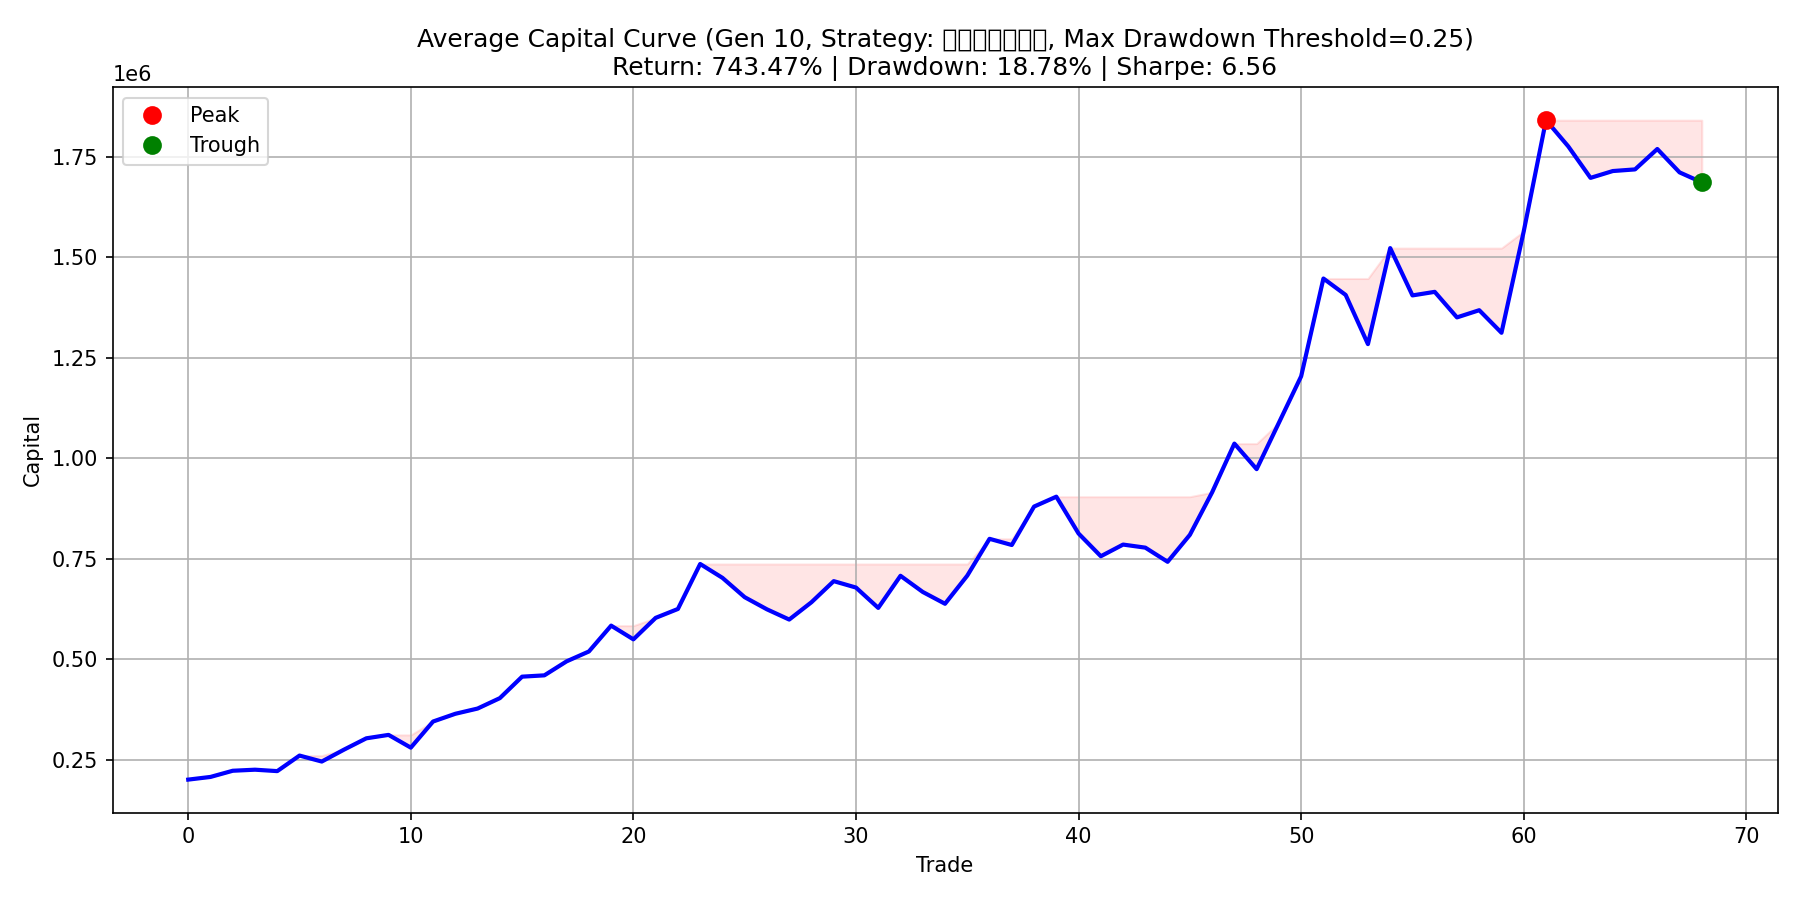 Average Capital Curve (Gen 10, Strategy: , Max Drawdown Threshold=0.25)
Return: 743.47% | Drawdown: 18.78% | Sharpe: 6.56
1e6
Peak
Trough
1.75
1.50
1.25
1.00
0.75
0.50
0.25
Capital
0 10 20 30 40 50 60 70
Trade